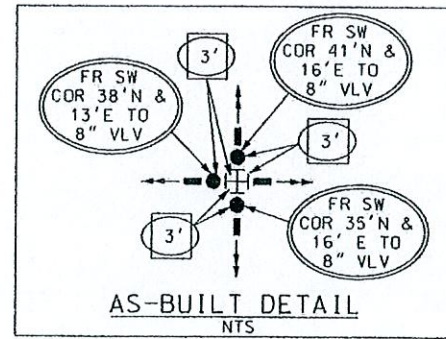 FR SW
COR 41'N &
16'E TO
8" VLV
3'
FR SW
COR 38'N &
13'E TO
8" VLV
3'
3'
FR SW
COR 35'N &
16' E TO
8" VLV
AS-BUILT DETAIL
NTS